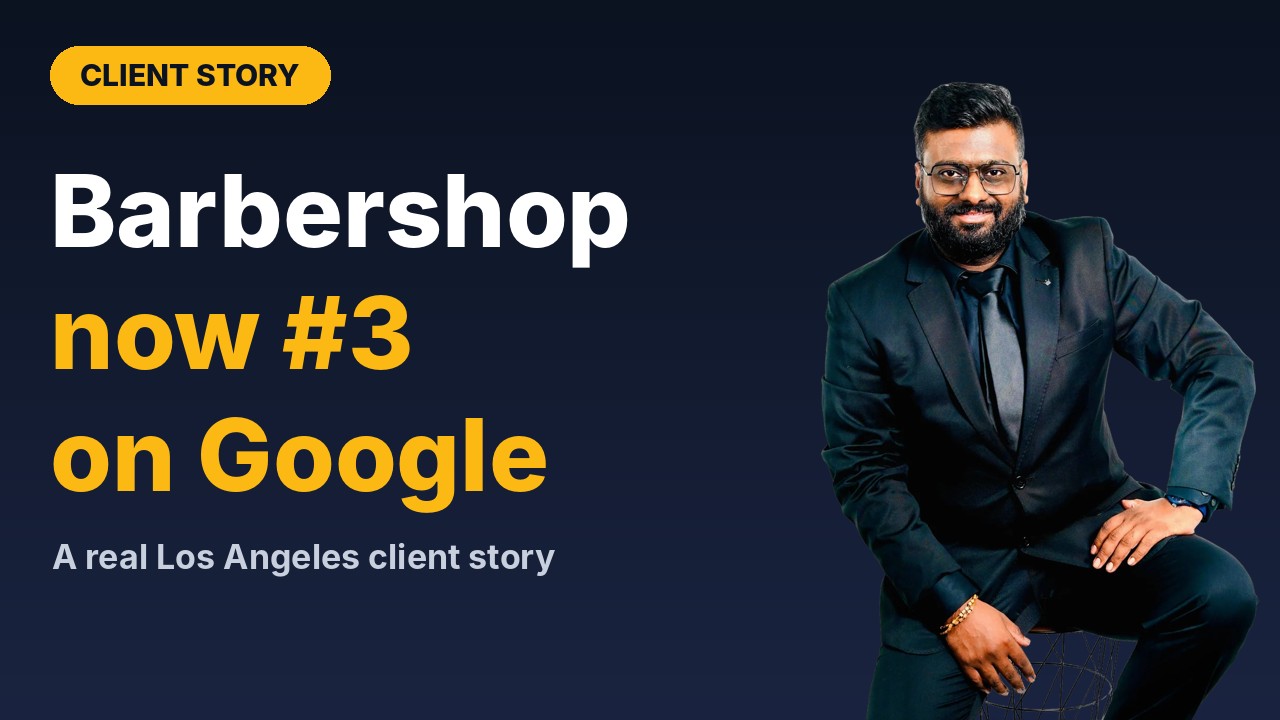 CLIENT STORY
Barbershop
now #3
on Google
A real Los Angeles client story